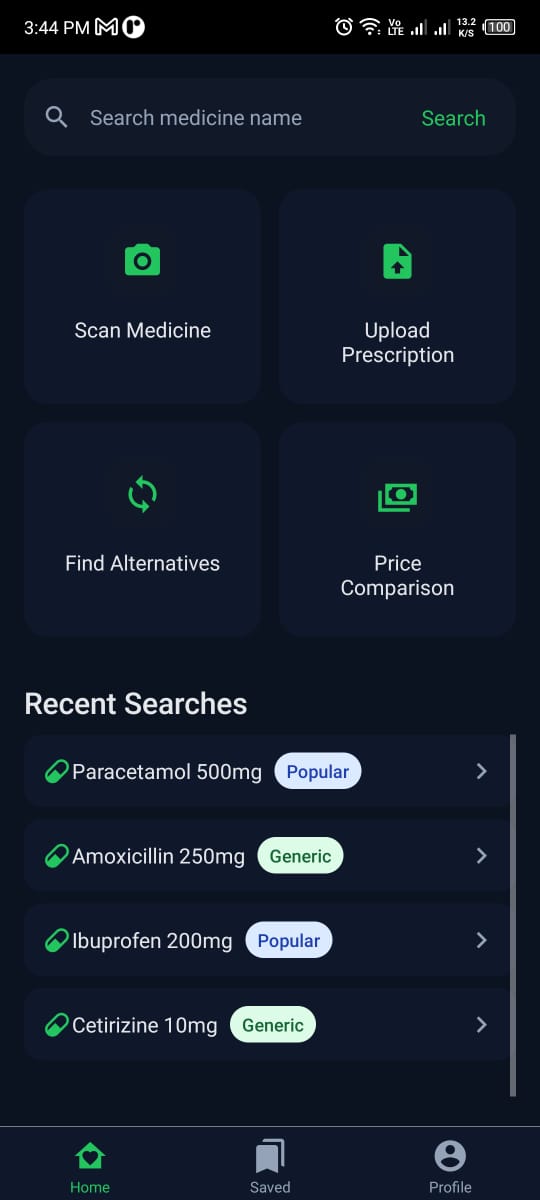 3:44 PM
Vo
LTE
13.2
K/S
100
Search medicine name
Search
Scan Medicine
Upload
Prescription
Find Alternatives
Price
Comparison
Recent Searches
Paracetamol 500mg Popular
Amoxicillin 250mg Generic
Ibuprofen 200mg Popular
Cetirizine 10mg Generic
Home
Saved
Profile